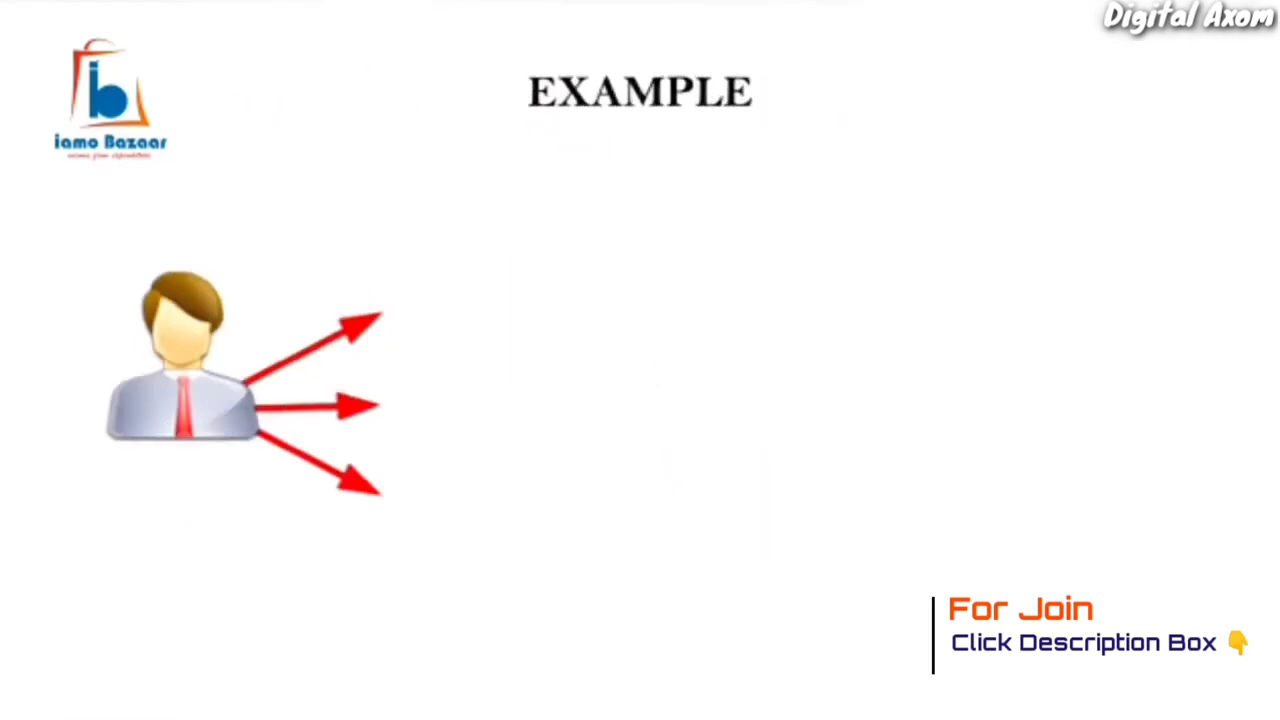 Digital Axom
EXAMPLE
iamo Bazaar
For Join
Click Description Box 👇